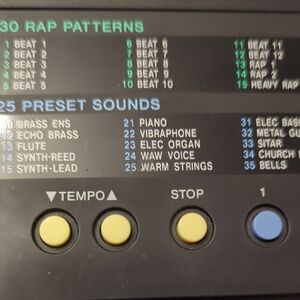 30 RAP PATTERNS
1 BEAT 1 6 BEAT 6 11 BEAT 11
2 BEAT 2 7 BEAT 7 12 BEAT 12
3 BEAT 3 8 BEAT 8 13 RAP 1
4 BEAT 4 9 BEAT 9 14 RAP 2
5 BEAT 5 10 BEAT 10 15 HEAVY RAP
25 PRESET SOUNDS
BRASS ENS 21 PIANO 31 ELEC BASS
12 ECHO BRASS 22 VIBRAPHONE 32 METAL GU
13 FLUTE 23 ELEC ORGAN 33 SITAR
14 SYNTH-REED 24 WAW VOICE 34 CHURCH
15 SYNTH-LEAD 25 WARM STRINGS 35 BELLS
▼TEMPO▲ STOP 1